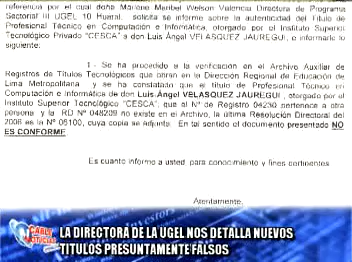 referencia por el cual doña Marlene Maribel Welson Valencia Directora de Programa
Sectorial III UGEL 10 Huaral, solicita se informe sobre la autenticidad del Título de
Profesional Técnico en Computación e Informática, otorgado por el Instituto Superior
Tecnológico Privado "CESCA" a don Luis Ángel VELASQUEZ JAUREGUI, e informarle lo
siguiente:
1 - Se ha procedido a la verificación en el Archivo Auxiliar de
Registros de Títulos Tecnológicos que obran en la Dirección Regional de Educación de
Lima Metropolitana y se ha constatado que el título de Profesional Técnico en
Computación e Informática de don Luis Ángel VELASQUEZ JAUREGUI, otorgado por el
Instituto Superior Tecnológico "CESCA", que el Nº de Registro 04230 pertenece a otra
persona y la RD Nº 048209 no existe en el Archivo, la última Resolución Directoral del
2006 es la Nº 05100, cuya copia se adjunta. En tal sentido el documento presentado NO
ES CONFORME.
Es cuanto informo a usted, para conocimiento y fines pertinentes
Atentamente,
CABLE NOTICIAS
LA DIRECTORA DE LA UGEL NOS DETALLA NUEVOS
TITULOS PRESUNTAMENTE FALSOS